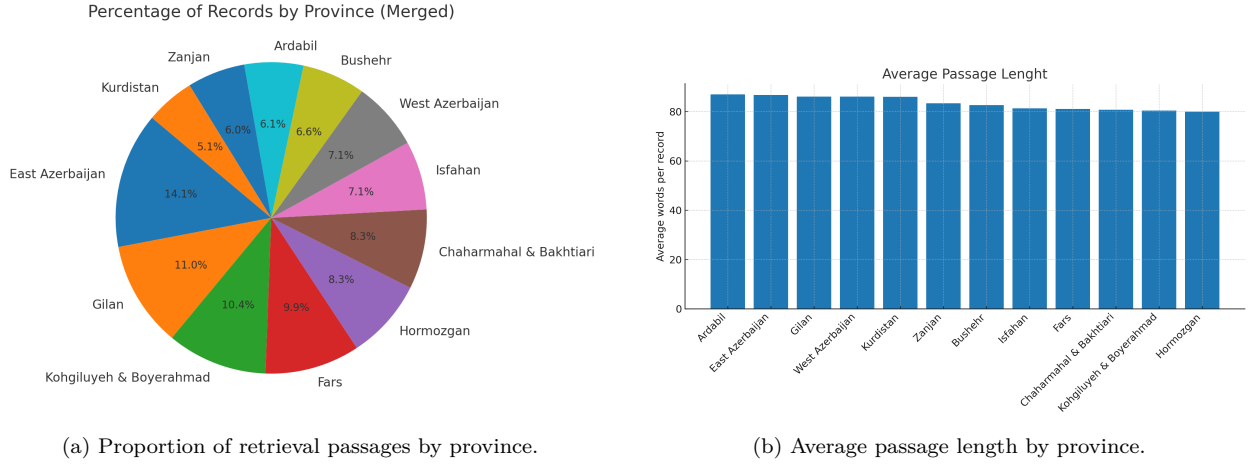 Percentage of Records by Province (Merged)
Ardabil
Bushehr
Zanjan
West Azerbaijan
Kurdistan
Isfahan
East Azerbaijan
Chaharmahal & Bakhtiari
Gilan
Hormozgan
Kohgiluyeh & Boyerahmad
Fars
6.1%
6.6%
6.0%
5.1%
7.1%
7.1%
14.1%
8.3%
11.0%
8.3%
10.4%
9.9%
(a) Proportion of retrieval passages by province.
Average Passage Lenght
Average words per record
80
60
40
20
0
Ardabil
East Azerbaijan
Gilan
West Azerbaijan
Kurdistan
Zanjan
Bushehr
Isfahan
Fars
Chaharmahal & Bakhtiari
Kohgiluyeh & Boyerahmad
Hormozgan
(b) Average passage length by province.